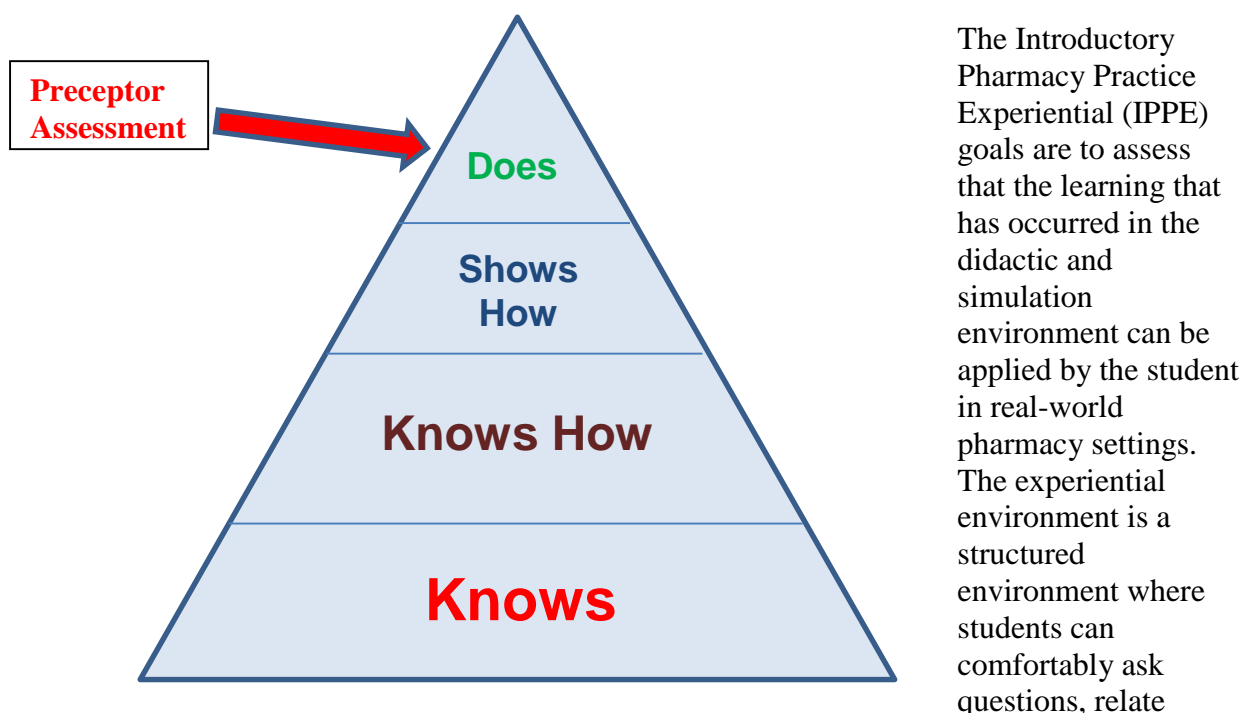 Preceptor
Assessment
Does
Shows
How
Knows How
Knows
The Introductory
Pharmacy Practice
Experiential (IPPE)
goals are to assess
that the learning that
has occurred in the
didactic and
simulation
environment can be
applied by the student
in real-world
pharmacy settings.
The experiential
environment is a
structured
environment where
students can
comfortably ask
questions, relate